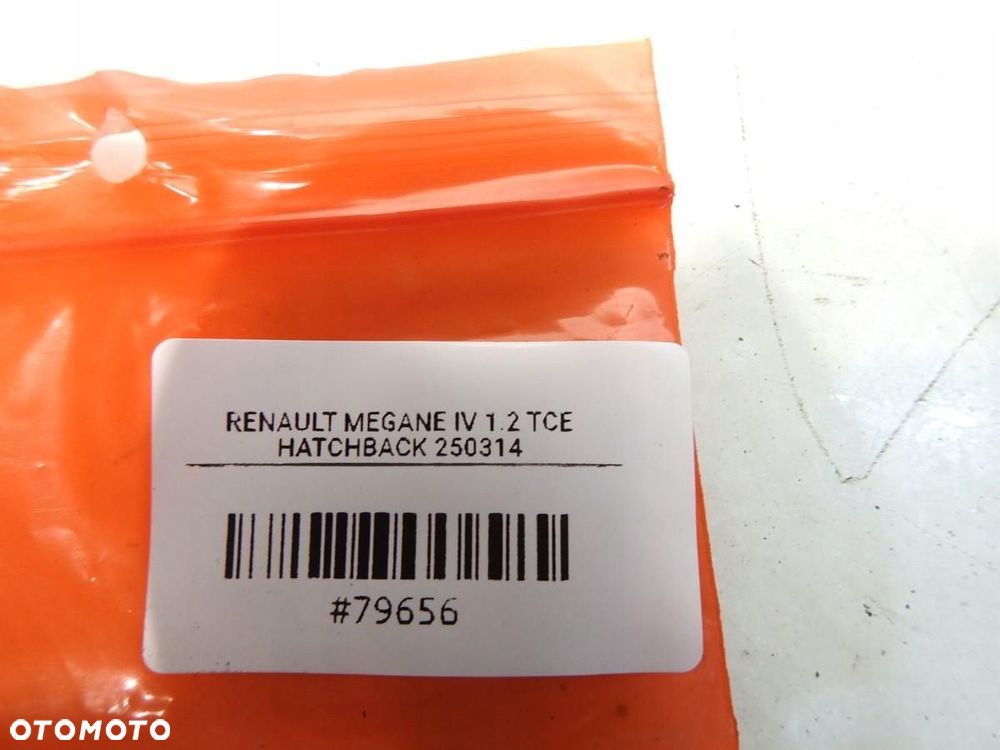 RENAULT MEGANE IV 1.2 TCE
HATCHBACK 250314
#79656
OTOMOTO